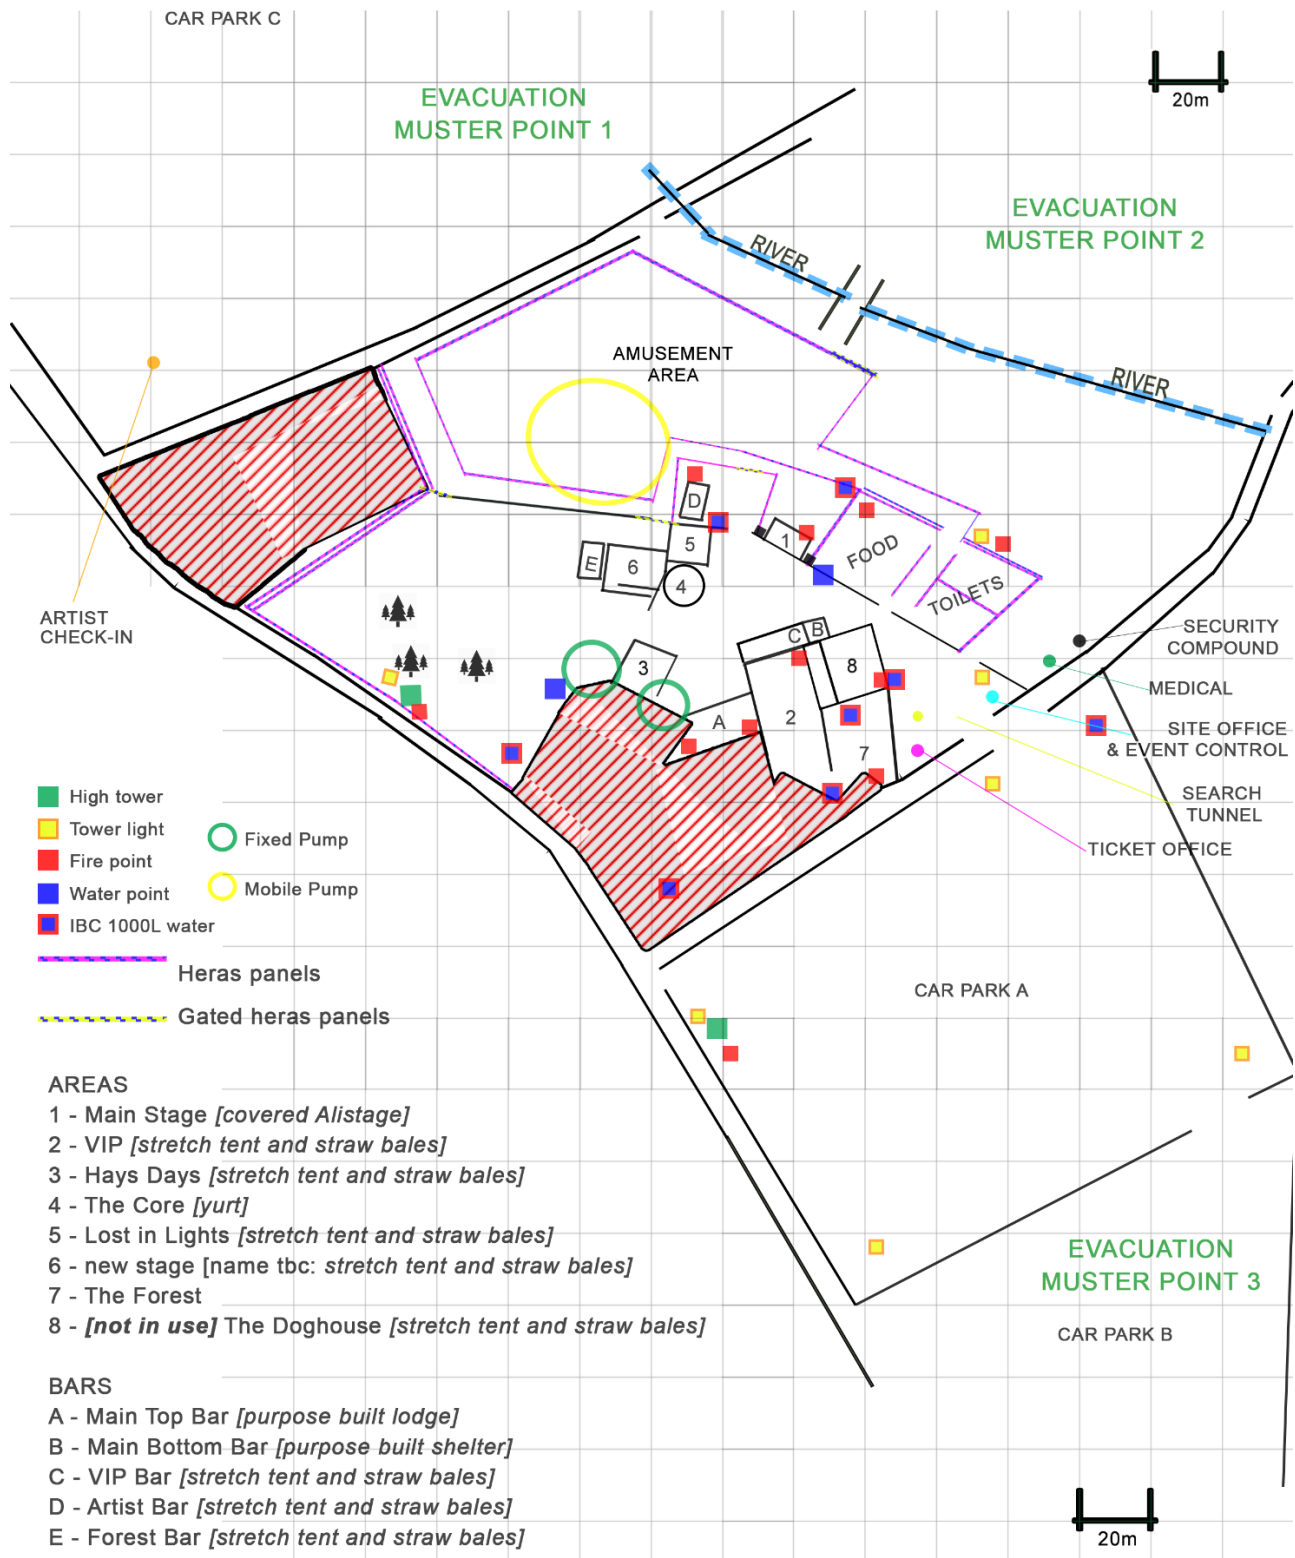 CAR PARK C
20m
EVACUATION
MUSTER POINT 1
EVACUATION
MUSTER POINT 2
RIVER
RIVER
AMUSEMENT
AREA
D
1
5
E
6
4
FOOD
TOILETS
ARTIST
CHECK-IN
SECURITY
COMPOUND
C
B
3
8
MEDICAL
A
2
SITE OFFICE
& EVENT CONTROL
7
SEARCH
TUNNEL
TICKET OFFICE
High tower
Tower light
Fire point
Water point
IBC 1000L water
Fixed Pump
Mobile Pump
Heras panels
Gated heras panels
CAR PARK A
AREAS
1 - Main Stage [covered Alistage]
2 - VIP [stretch tent and straw bales]
3 - Hays Days [stretch tent and straw bales]
4 - The Core [yurt]
5 - Lost in Lights [stretch tent and straw bales]
6 - new stage [name tbc: stretch tent and straw bales]
7 - The Forest
8 - [not in use] The Doghouse [stretch tent and straw bales]
EVACUATION
MUSTER POINT 3
CAR PARK B
BARS
A - Main Top Bar [purpose built lodge]
B - Main Bottom Bar [purpose built shelter]
C - VIP Bar [stretch tent and straw bales]
D - Artist Bar [stretch tent and straw bales]
E - Forest Bar [stretch tent and straw bales]
20m